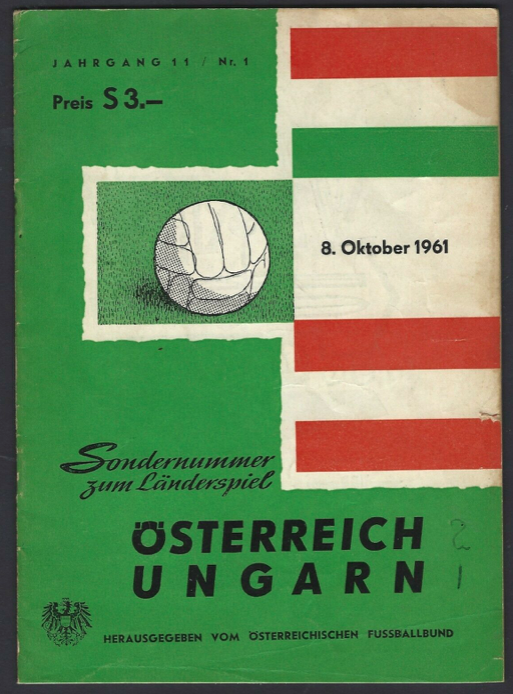 JAHRGANG 11 / Nr. 1
Preis S 3.—
8. Oktober 1961
Sondernummer
zum Länderspiel
ÖSTERREICH
UNGARN
2
1
HERAUSGEGEBEN VOM ÖSTERREICHISCHEN FUSSBALLBUND